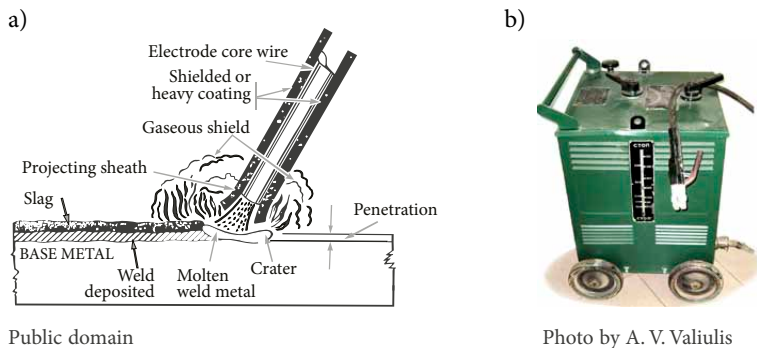 a)
Electrode core wire
Shielded or
heavy coating
Gaseous shield
Projecting sheath
Slag
Penetration
BASE METAL
Weld
deposited
Molten
weld metal
Crater
Public domain
b)
СТОП
Photo by A. V. Valiulis